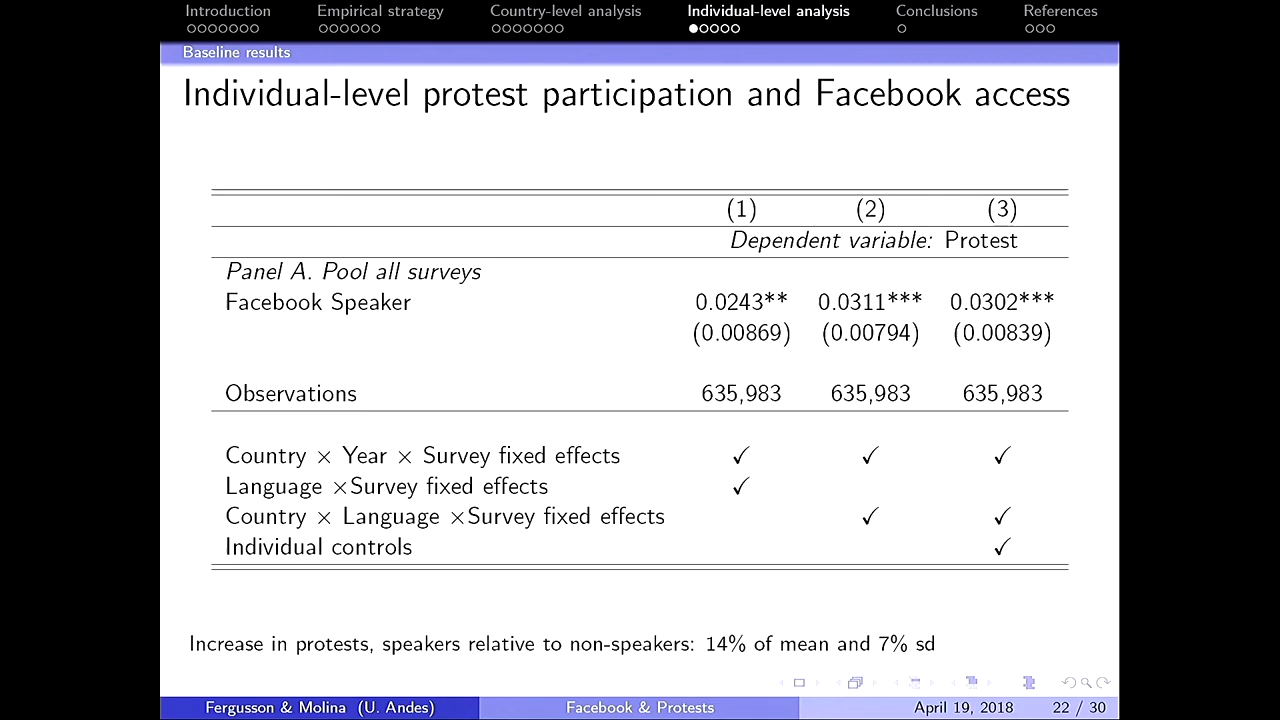 Introduction Empirical strategy Country-level analysis Individual-level analysis Conclusions References
Baseline results
Individual-level protest participation and Facebook access
(1) (2) (3)
Dependent variable: Protest
Panel A. Pool all surveys
Facebook Speaker 0.0243** 0.0311*** 0.0302***
(0.00869) (0.00794) (0.00839)
Observations 635,983 635,983 635,983
Country × Year × Survey fixed effects ✓ ✓ ✓
Language ×Survey fixed effects ✓
Country × Language ×Survey fixed effects ✓ ✓
Individual controls ✓
Increase in protests, speakers relative to non-speakers: 14% of mean and 7% sd
Fergusson & Molina (U. Andes) Facebook & Protests April 19, 2018 22 / 30